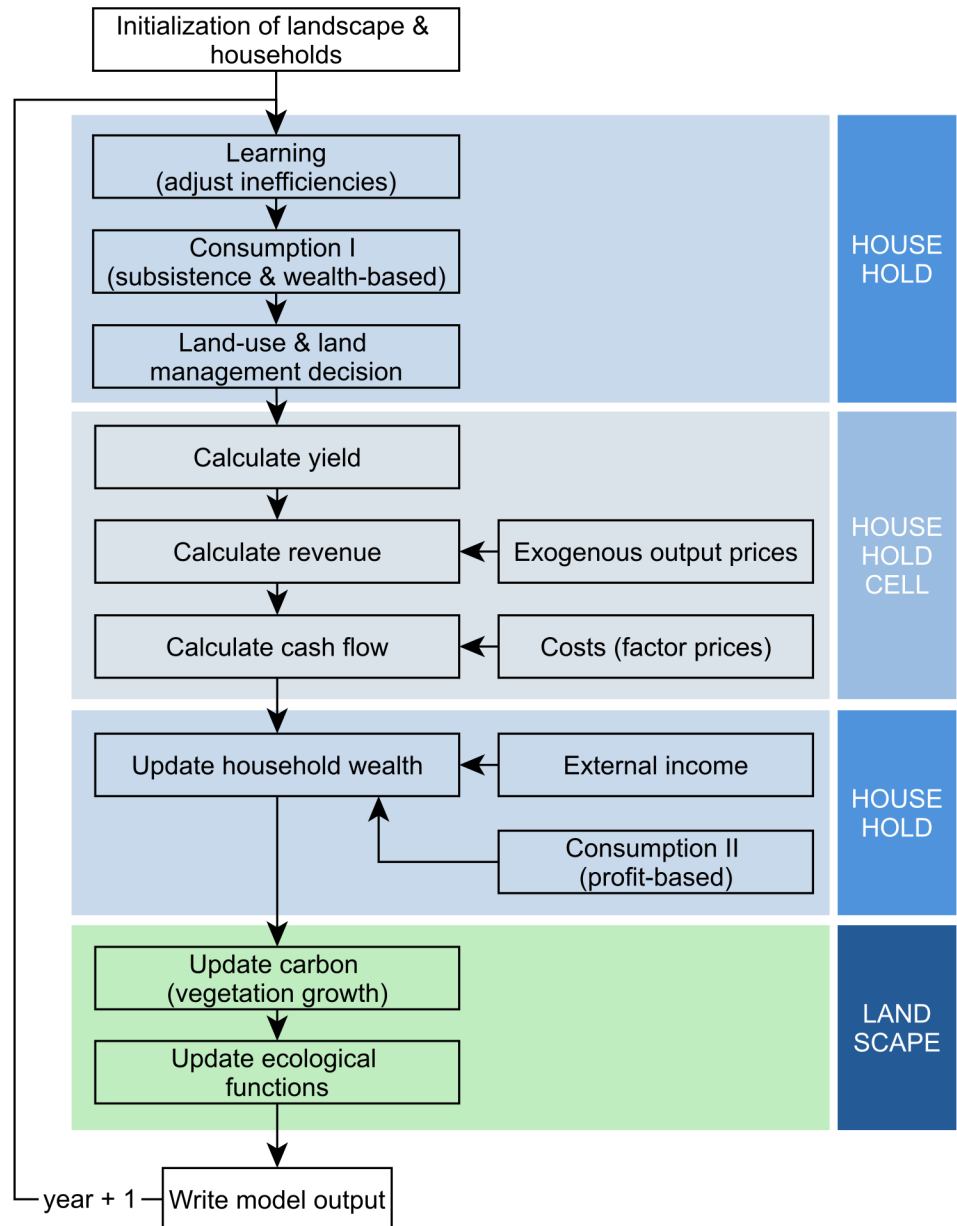 Initialization of landscape &
households
Learning
(adjust inefficiencies)
Consumption I
(subsistence & wealth-based)
Land-use & land
management decision
HOUSE
HOLD
Calculate yield
Calculate revenue
Exogenous output prices
Calculate cash flow
Costs (factor prices)
HOUSE
HOLD
CELL
Update household wealth
External income
Consumption II
(profit-based)
HOUSE
HOLD
Update carbon
(vegetation growth)
Update ecological
functions
LAND
SCAPE
year + 1
Write model output